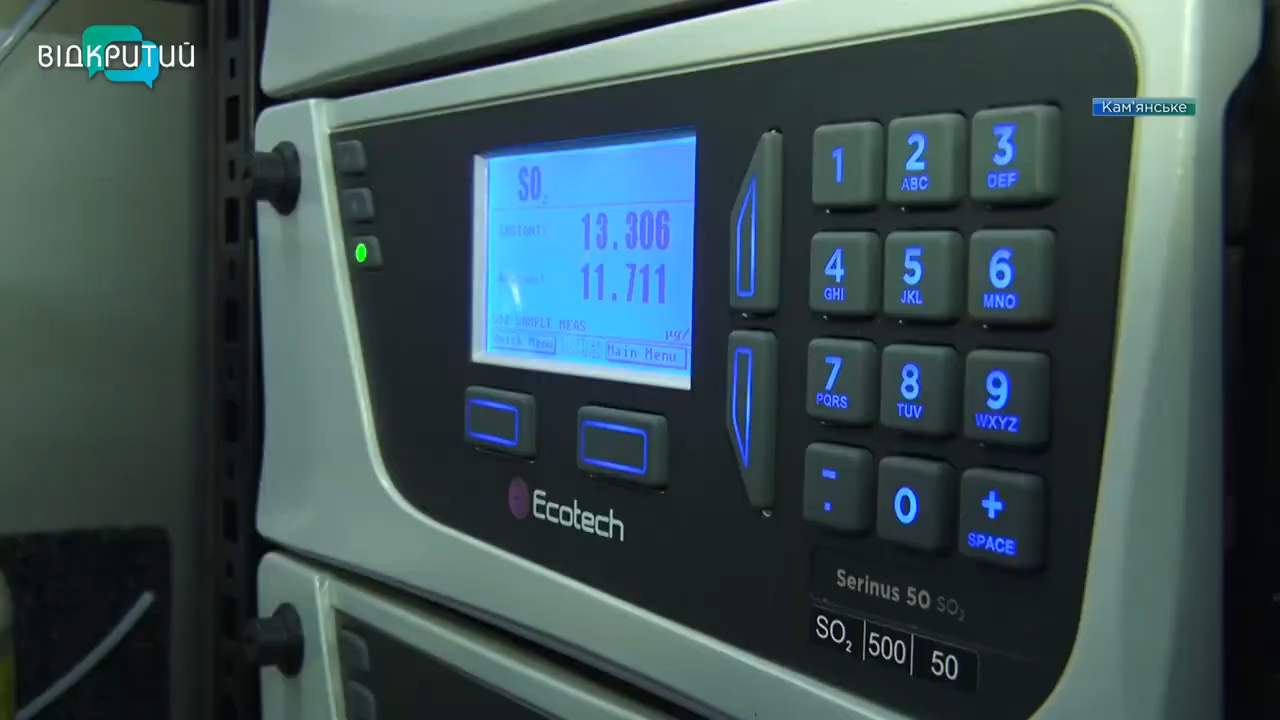 ВІДКРИТИЙ
Кам'янське
SO2
INSTANT:
13.306
11.711
SO2 SAMPLE MEAS
µg/
Quick Menu
Main Menu
1
2
ABC
3
DEF
4
GHI
5
JKL
6
MNO
7
PQRS
8
TUV
9
WXYZ
-
.
0
+
SPACE
Ecotech
Serinus 50 SO2
SO2 500 50